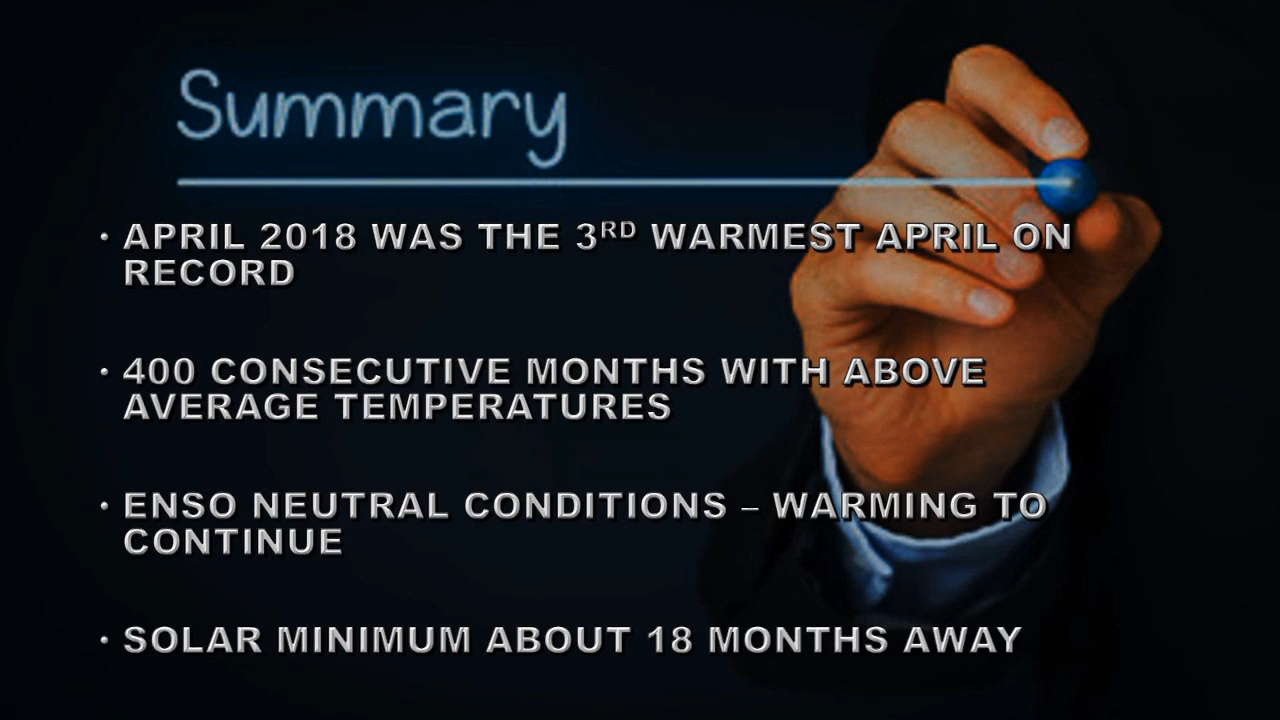 Summary
• APRIL 2018 WAS THE 3RD WARMEST APRIL ON
RECORD
• 400 CONSECUTIVE MONTHS WITH ABOVE
AVERAGE TEMPERATURES
• ENSO NEUTRAL CONDITIONS – WARMING TO
CONTINUE
• SOLAR MINIMUM ABOUT 18 MONTHS AWAY